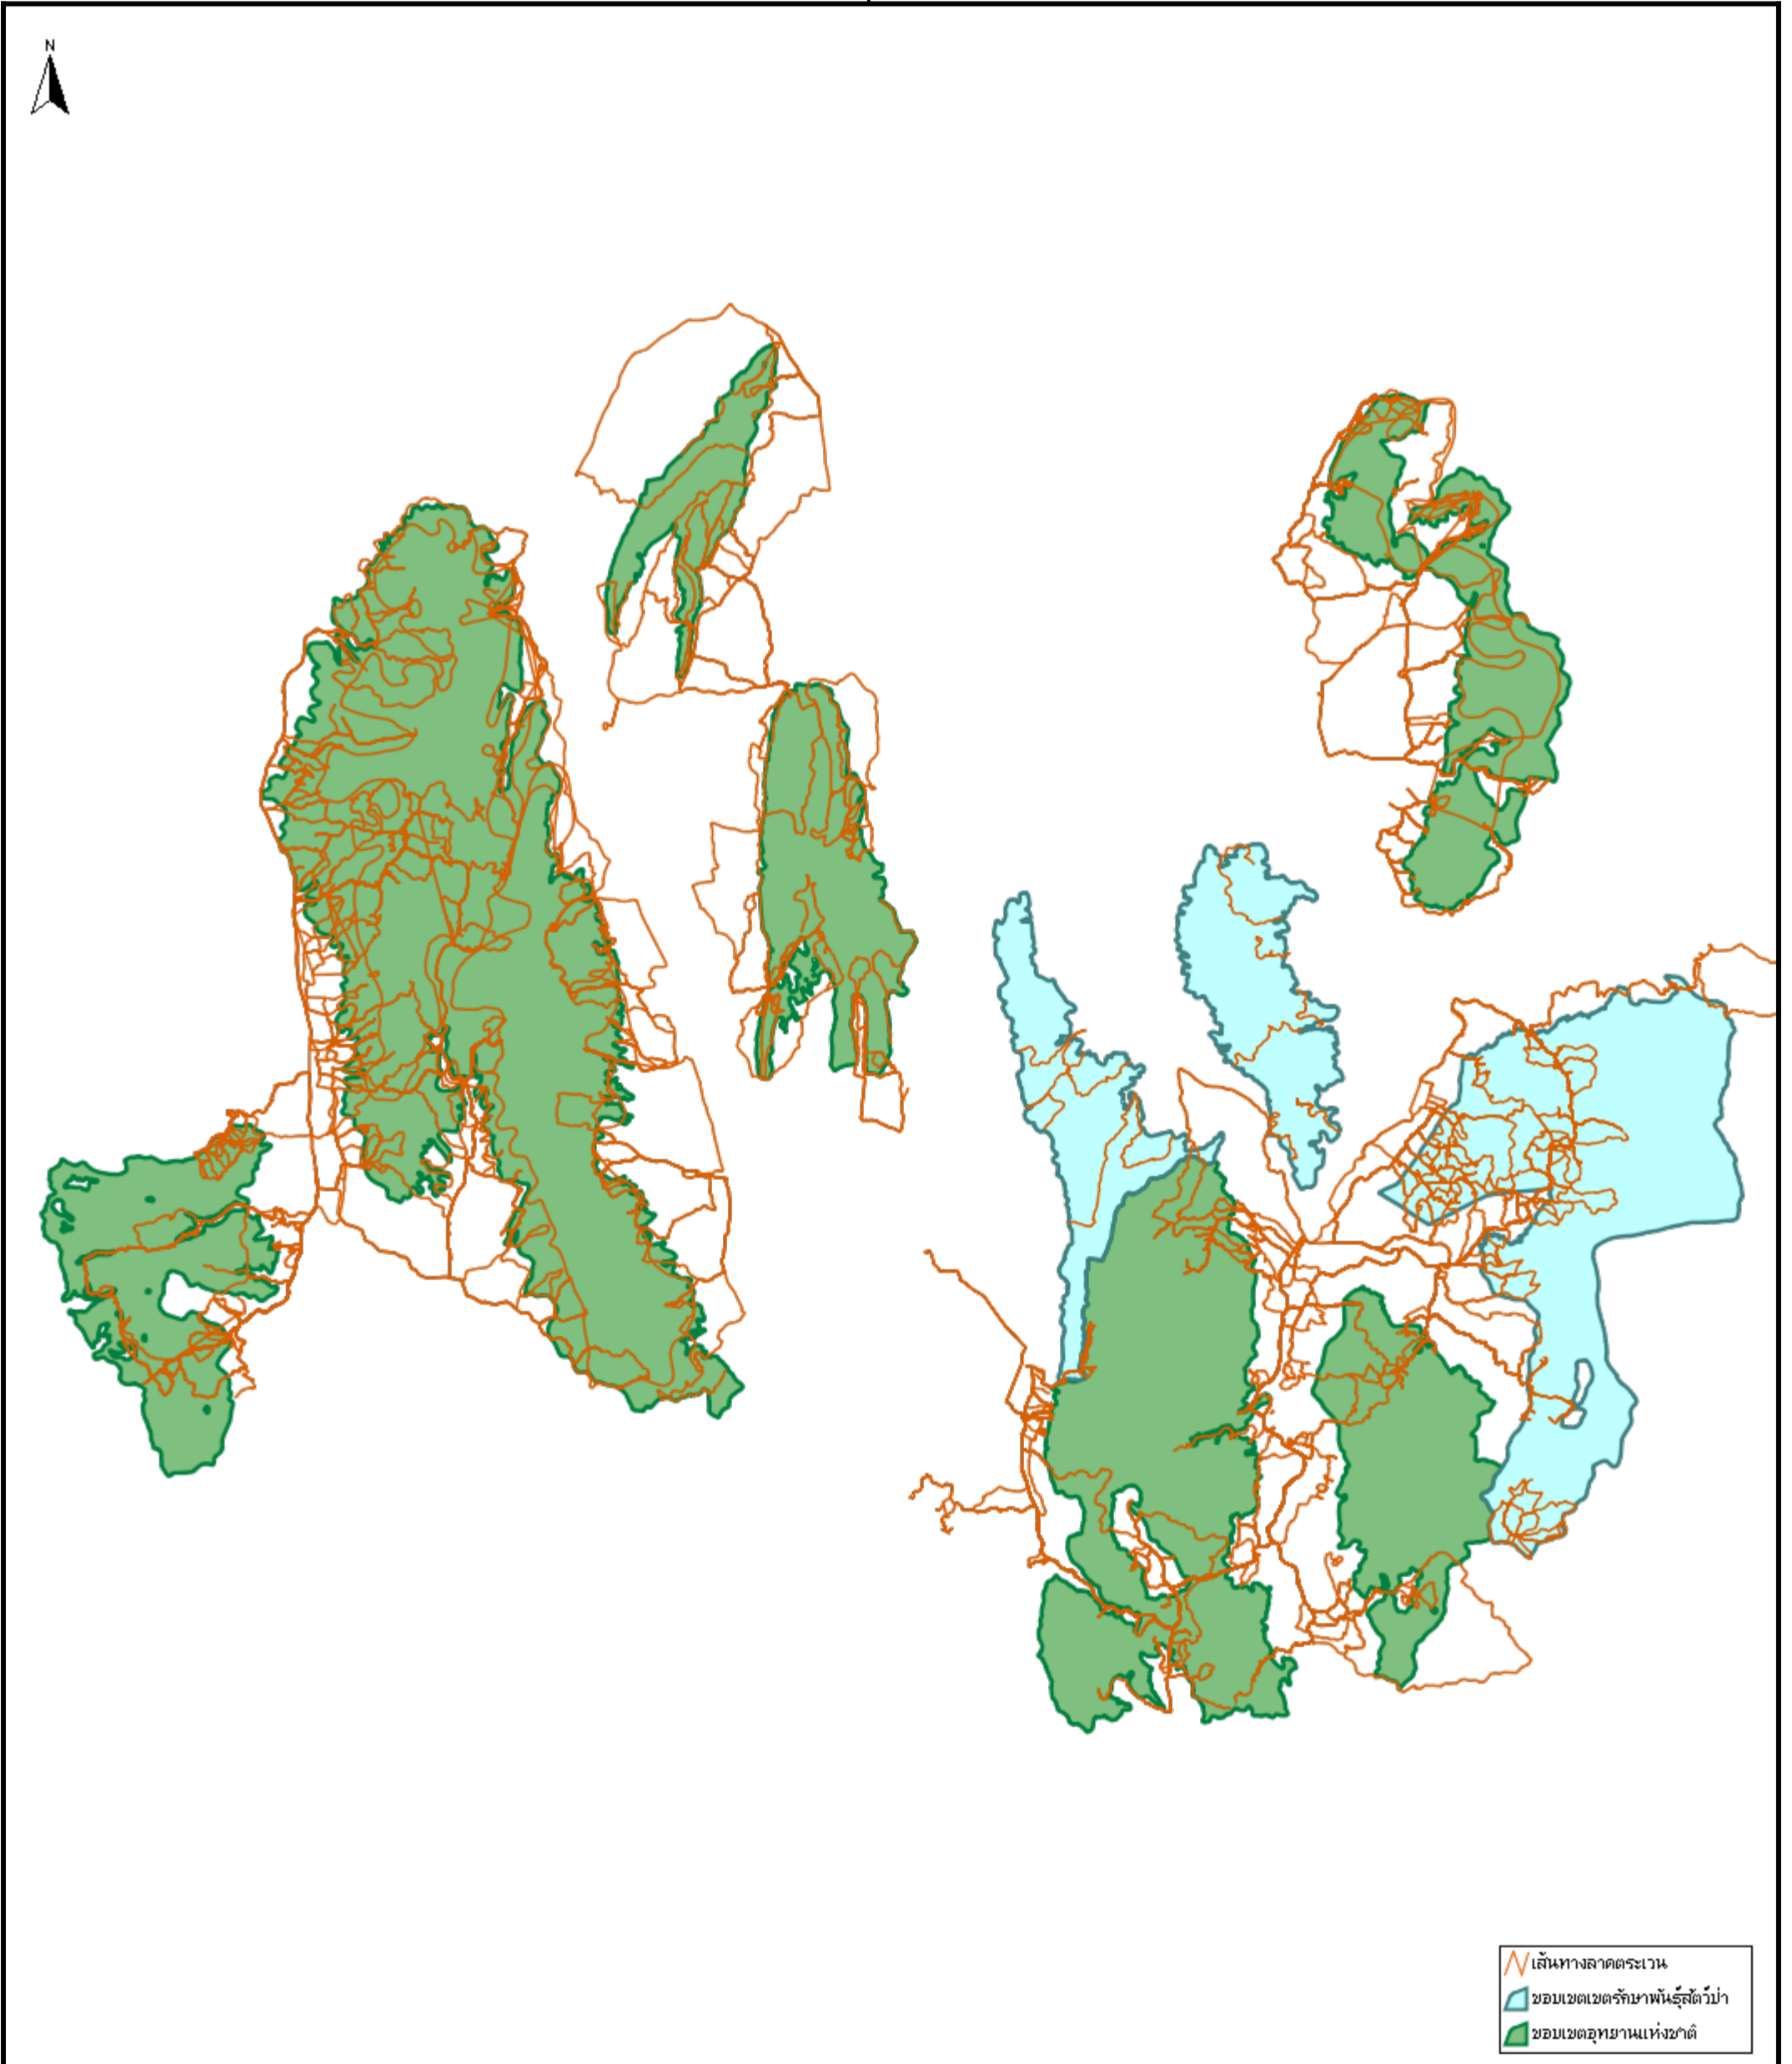 N
เส้นทางลาดตระเวน
ขอบเขตเขตรักษาพันธุ์สัตว์ป่า
ขอบเขตอุทยานแห่งชาติ